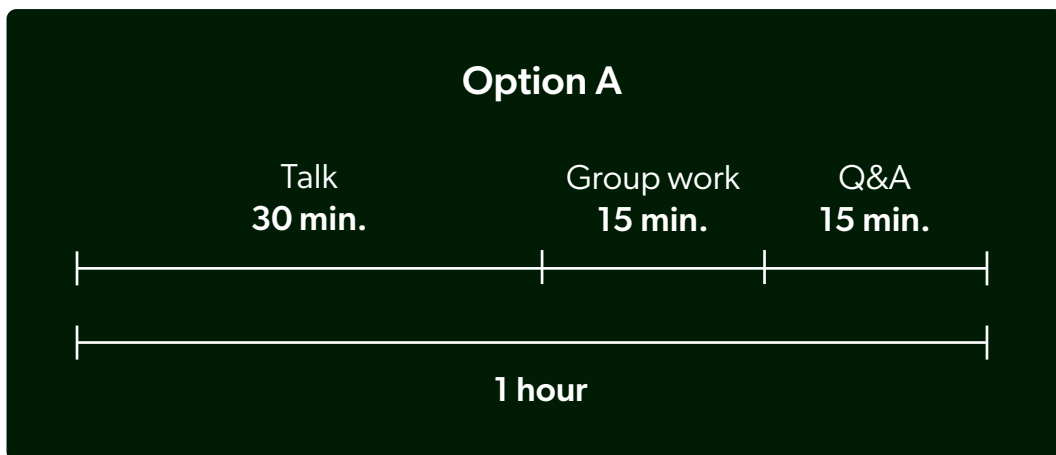 Option A
Talk
30 min.
Group work
15 min.
Q&A
15 min.
1 hour